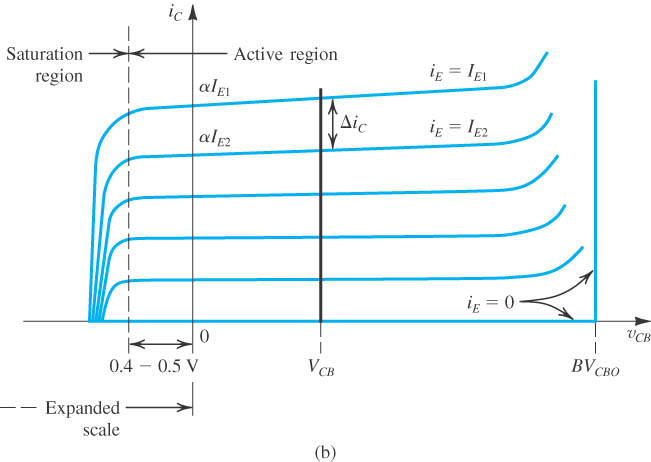 i_C
Saturation
region
Active region
αI_E1
i_E = I_E1
Δi_C
αI_E2
i_E = I_E2
i_E = 0
0
v_CB
0.4 – 0.5 V
V_CB
BV_CBO
Expanded
scale
(b)